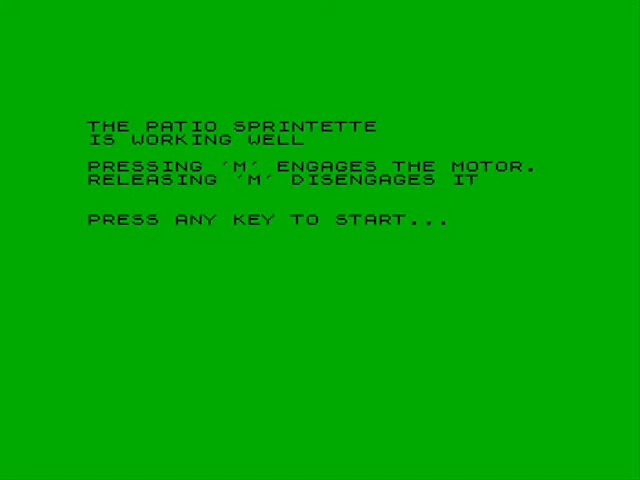 THE PATIO SPRINTETTE
IS WORKING WELL
PRESSING 'M' ENGAGES THE MOTOR.
RELEASING 'M' DISENGAGES IT
PRESS ANY KEY TO START...